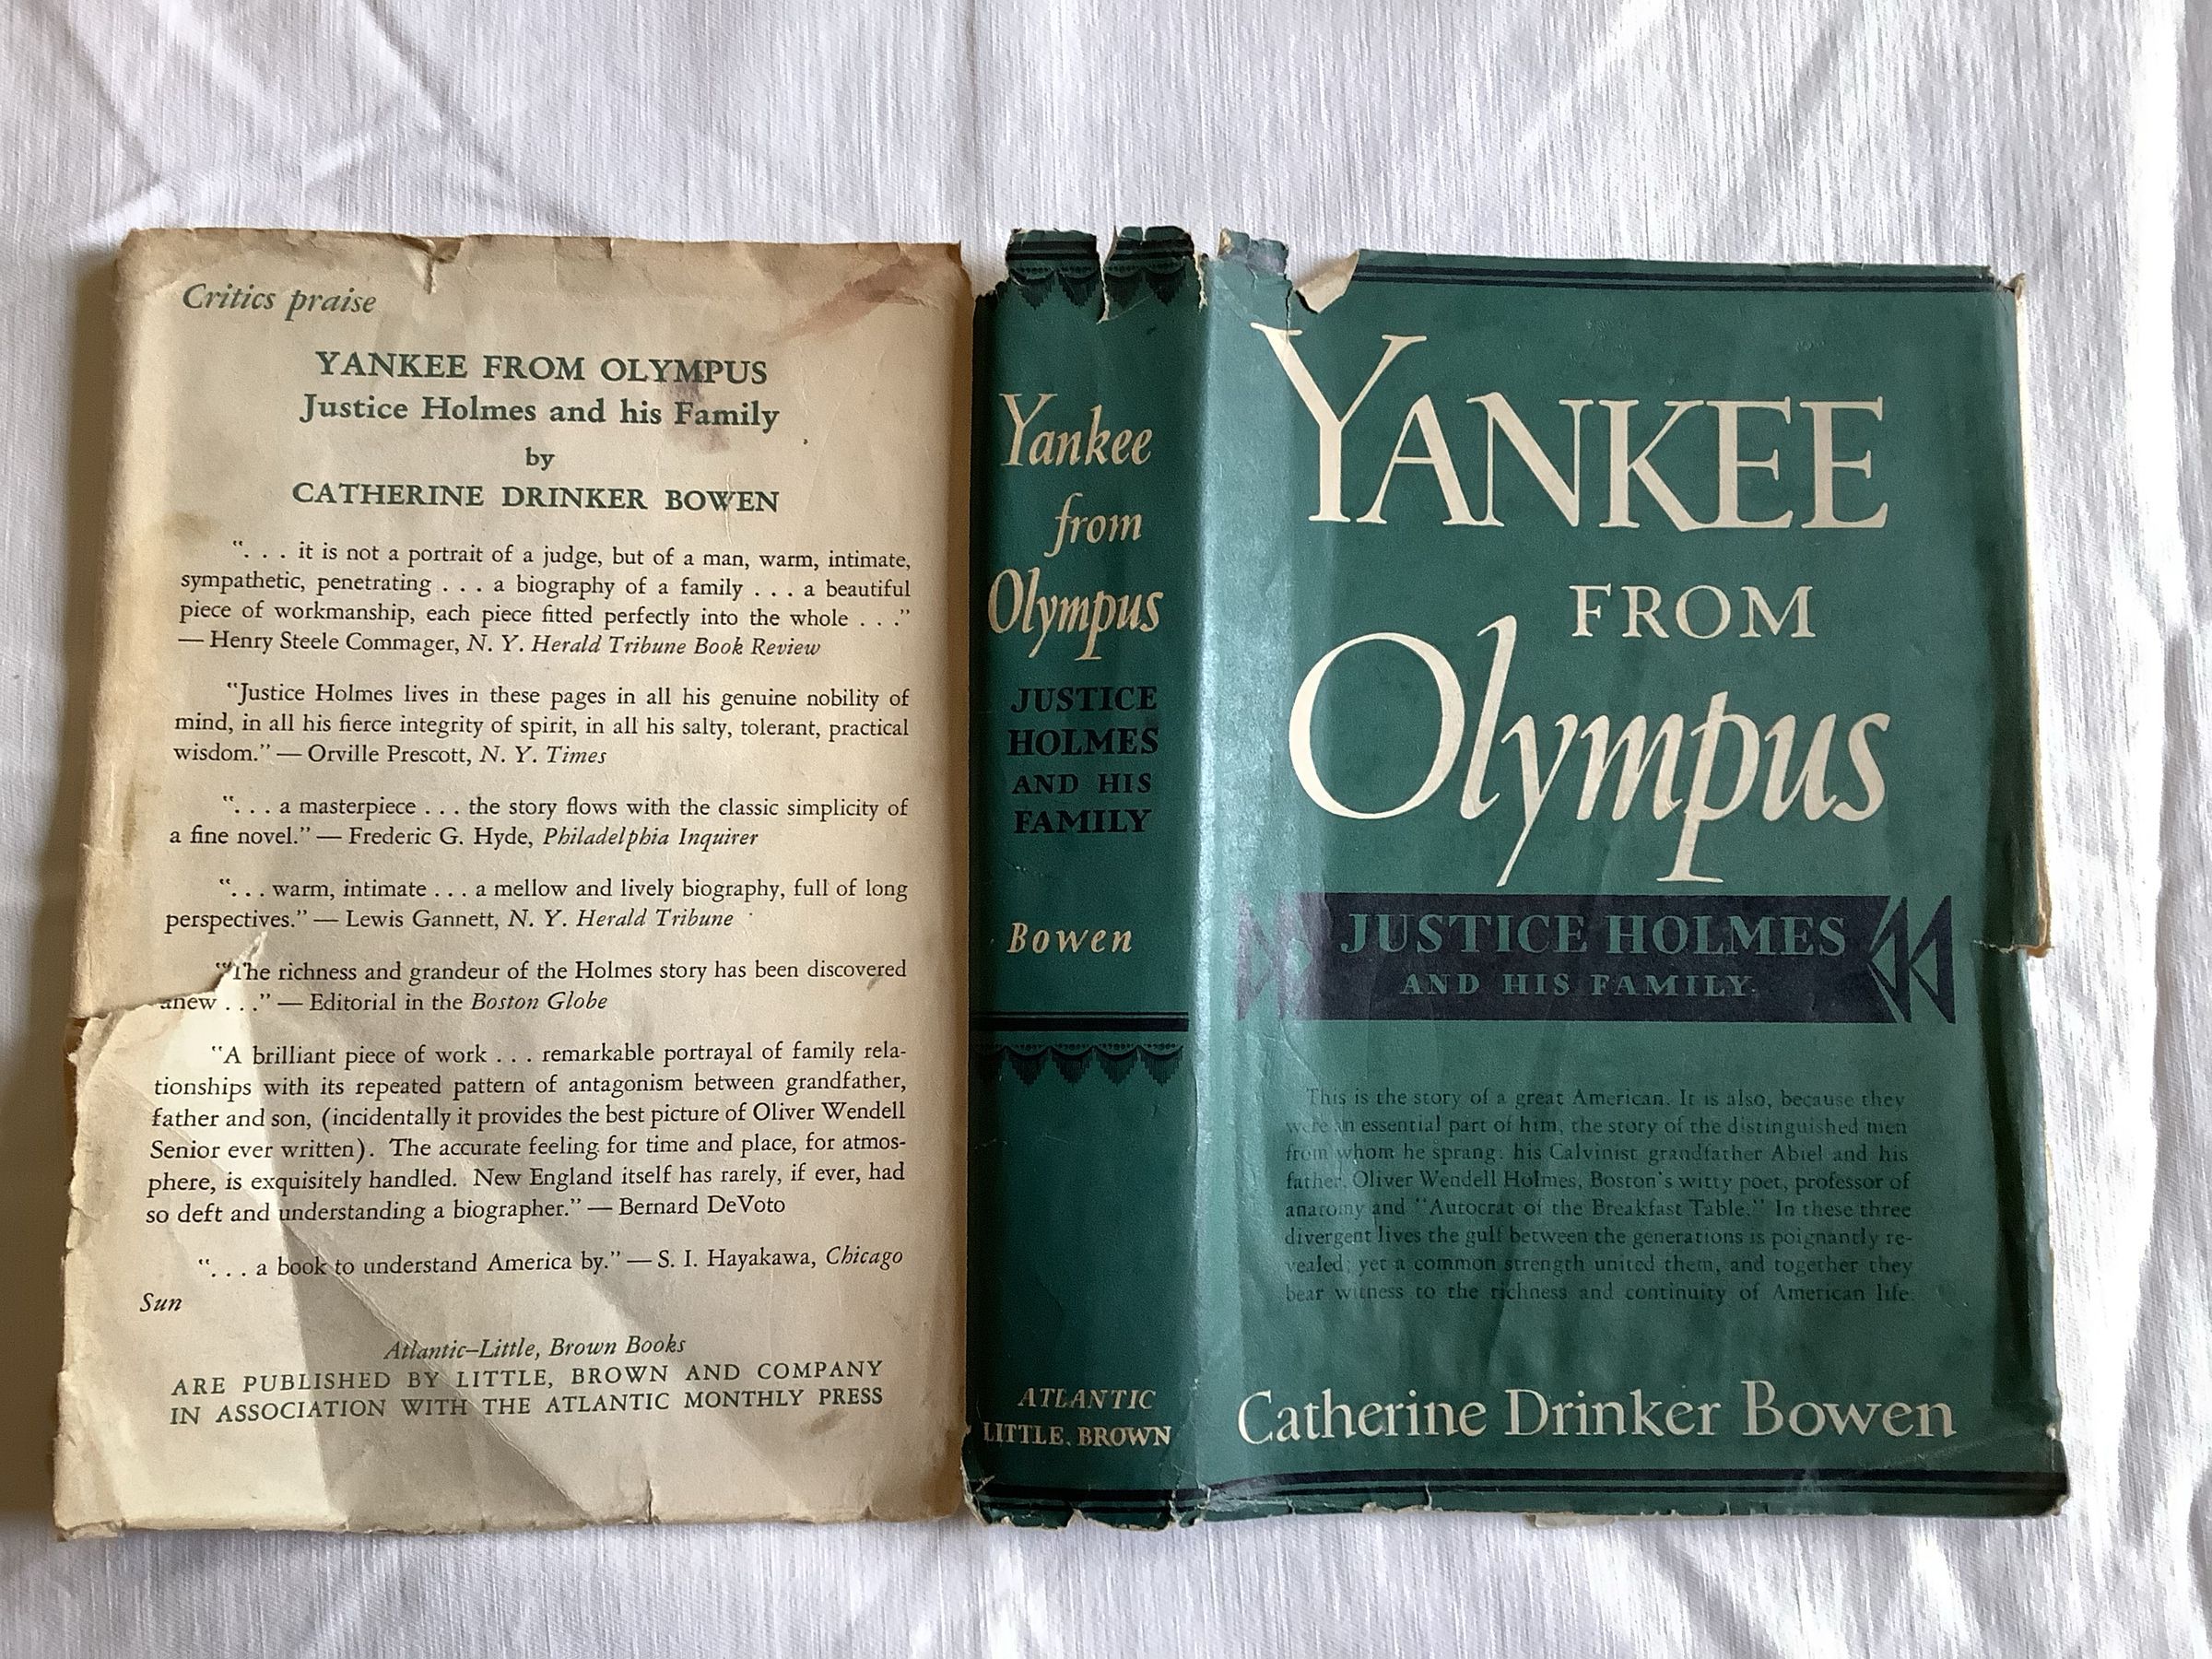 Critics praise
YANKEE FROM OLYMPUS
Justice Holmes and his Family
by
CATHERINE DRINKER BOWEN
". . . it is not a portrait of a judge, but of a man, warm, intimate,
sympathetic, penetrating . . . a biography of a family . . . a beautiful
piece of workmanship, each piece fitted perfectly into the whole . . ."
— Henry Steele Commager, N. Y. Herald Tribune Book Review
"Justice Holmes lives in these pages in all his genuine nobility of
mind, in all his fierce integrity of spirit, in all his salty, tolerant, practical
wisdom." — Orville Prescott, N. Y. Times
". . . a masterpiece . . . the story flows with the classic simplicity of
a fine novel." — Frederic G. Hyde, Philadelphia Inquirer
". . . warm, intimate . . . a mellow and lively biography, full of long
perspectives." — Lewis Gannett, N. Y. Herald Tribune
"The richness and grandeur of the Holmes story has been discovered
anew . . ." — Editorial in the Boston Globe
"A brilliant piece of work . . . remarkable portrayal of family rela-
tionships with its repeated pattern of antagonism between grandfather,
father and son, (incidentally it provides the best picture of Oliver Wendell
Senior ever written). The accurate feeling for time and place, for atmos-
phere, is exquisitely handled. New England itself has rarely, if ever, had
so deft and understanding a biographer." — Bernard DeVoto
". . . a book to understand America by." — S. I. Hayakawa, Chicago
Sun
Atlantic–Little, Brown Books
ARE PUBLISHED BY LITTLE, BROWN AND COMPANY
IN ASSOCIATION WITH THE ATLANTIC MONTHLY PRESS
Yankee
from
Olympus
JUSTICE
HOLMES
AND HIS
FAMILY
Bowen
ATLANTIC
LITTLE, BROWN
YANKEE
FROM
Olympus
JUSTICE HOLMES
AND HIS FAMILY
This is the story of a great American. It is also, because they
were an essential part of him, the story of the distinguished men
from whom he sprang: his Calvinist grandfather Abiel and his
father, Oliver Wendell Holmes, Boston's witty poet, professor of
anatomy and "Autocrat of the Breakfast Table." In these three
divergent lives the gulf between the generations is poignantly re-
vealed; yet a common strength united them, and together they
bear witness to the richness and continuity of American life.
Catherine Drinker Bowen